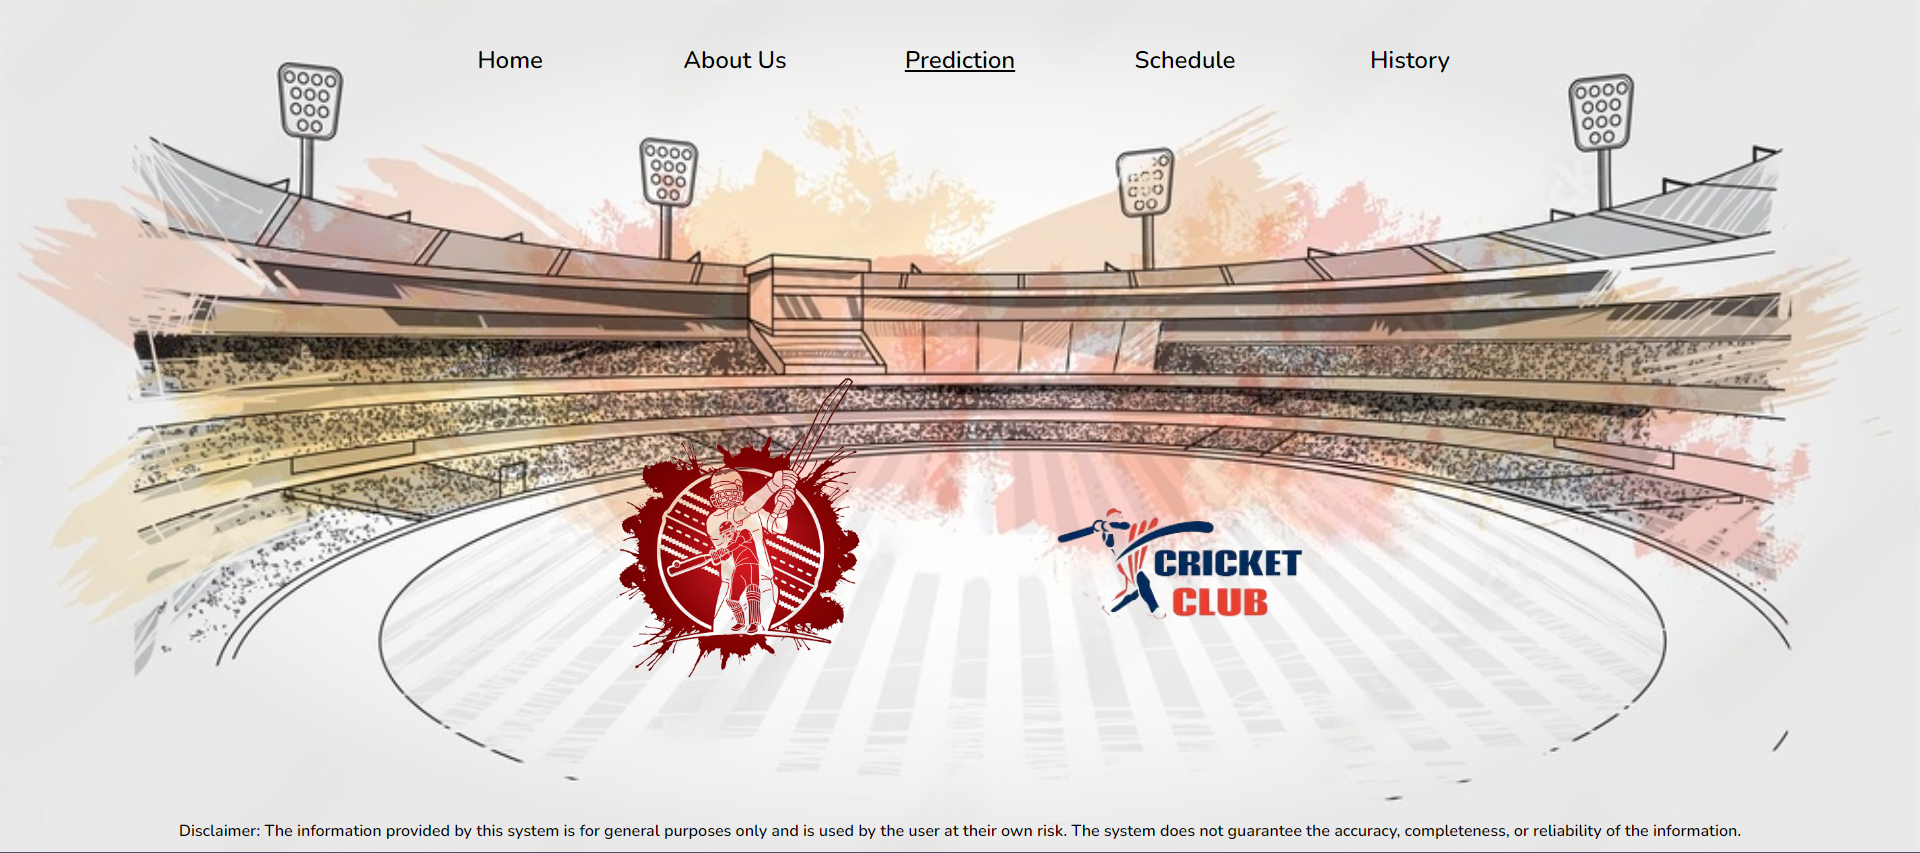 Home About Us Prediction Schedule History
CRICKET
CLUB
Disclaimer: The information provided by this system is for general purposes only and is used by the user at their own risk. The system does not guarantee the accuracy, completeness, or reliability of the information.